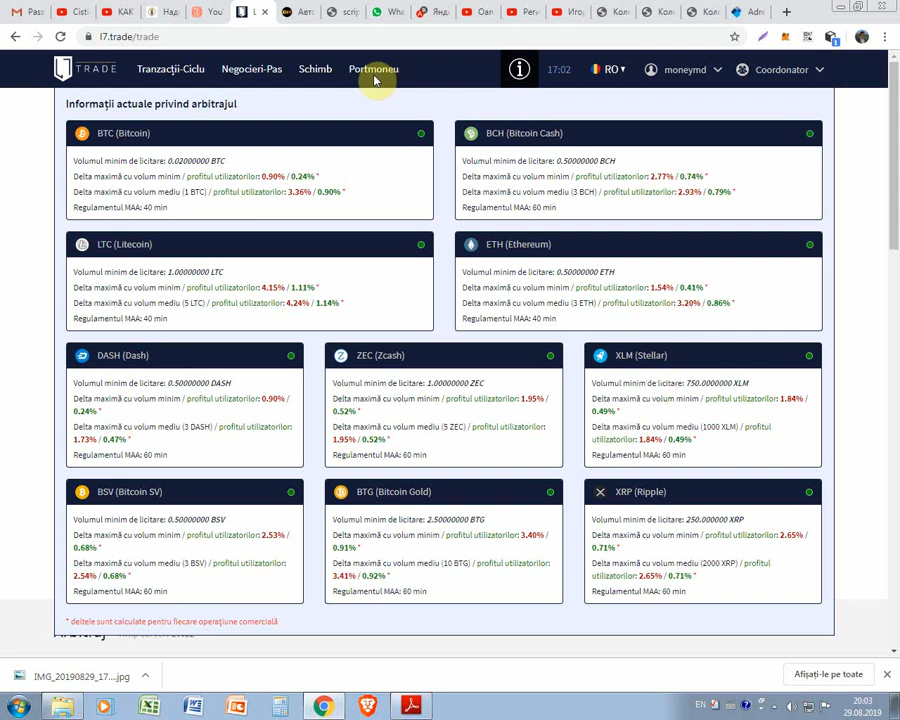 Pass
Cisti
КАК
Над
You
L
Авто
scrip
Wha
Янде
Оап
Реги
Игор
Кол
Кол
Кол
Adre
l7.trade/trade
TRADE
Tranzacții-Ciclu
Negocieri-Pas
Schimb
Portmoneu
17:02
RO
moneymd
Coordonator
Informații actuale privind arbitrajul
BTC (Bitcoin)
Volumul minim de licitare: 0.02000000 BTC
Delta maximă cu volum minim / profitul utilizatorilor: 0.90% / 0.24% *
Delta maximă cu volum mediu (1 BTC) / profitul utilizatorilor: 3.36% / 0.90% *
Regulamentul MAA: 40 min
BCH (Bitcoin Cash)
Volumul minim de licitare: 0.50000000 BCH
Delta maximă cu volum minim / profitul utilizatorilor: 2.77% / 0.74% *
Delta maximă cu volum mediu (3 BCH) / profitul utilizatorilor: 2.93% / 0.79% *
Regulamentul MAA: 60 min
LTC (Litecoin)
Volumul minim de licitare: 1.00000000 LTC
Delta maximă cu volum minim / profitul utilizatorilor: 4.15% / 1.11% *
Delta maximă cu volum mediu (5 LTC) / profitul utilizatorilor: 4.24% / 1.14% *
Regulamentul MAA: 40 min
ETH (Ethereum)
Volumul minim de licitare: 0.50000000 ETH
Delta maximă cu volum minim / profitul utilizatorilor: 1.54% / 0.41% *
Delta maximă cu volum mediu (3 ETH) / profitul utilizatorilor: 3.20% / 0.86% *
Regulamentul MAA: 40 min
DASH (Dash)
Volumul minim de licitare: 0.50000000 DASH
Delta maximă cu volum minim / profitul utilizatorilor: 0.90% /
0.24% *
Delta maximă cu volum mediu (3 DASH) / profitul utilizatorilor:
1.73% / 0.47% *
Regulamentul MAA: 60 min
ZEC (Zcash)
Volumul minim de licitare: 1.00000000 ZEC
Delta maximă cu volum minim / profitul utilizatorilor: 1.95% /
0.52% *
Delta maximă cu volum mediu (5 ZEC) / profitul utilizatorilor:
1.95% / 0.52% *
Regulamentul MAA: 60 min
XLM (Stellar)
Volumul minim de licitare: 750.0000000 XLM
Delta maximă cu volum minim / profitul utilizatorilor: 1.84% /
0.49% *
Delta maximă cu volum mediu (1000 XLM) / profitul
utilizatorilor: 1.84% / 0.49% *
Regulamentul MAA: 60 min
BSV (Bitcoin SV)
Volumul minim de licitare: 0.50000000 BSV
Delta maximă cu volum minim / profitul utilizatorilor: 2.53% /
0.68% *
Delta maximă cu volum mediu (3 BSV) / profitul utilizatorilor:
2.54% / 0.68% *
Regulamentul MAA: 60 min
BTG (Bitcoin Gold)
Volumul minim de licitare: 2.50000000 BTG
Delta maximă cu volum minim / profitul utilizatorilor: 3.40% /
0.91% *
Delta maximă cu volum mediu (10 BTG) / profitul utilizatorilor:
3.41% / 0.92% *
Regulamentul MAA: 60 min
XRP (Ripple)
Volumul minim de licitare: 250.000000 XRP
Delta maximă cu volum minim / profitul utilizatorilor: 2.65% /
0.71% *
Delta maximă cu volum mediu (2000 XRP) / profitul
utilizatorilor: 2.65% / 0.71% *
Regulamentul MAA: 60 min
* deltele sunt calculate pentru fiecare operațiune comercială
IMG_20190829_17....jpg
Afișați-le pe toate
EN
20:03
29.08.2019